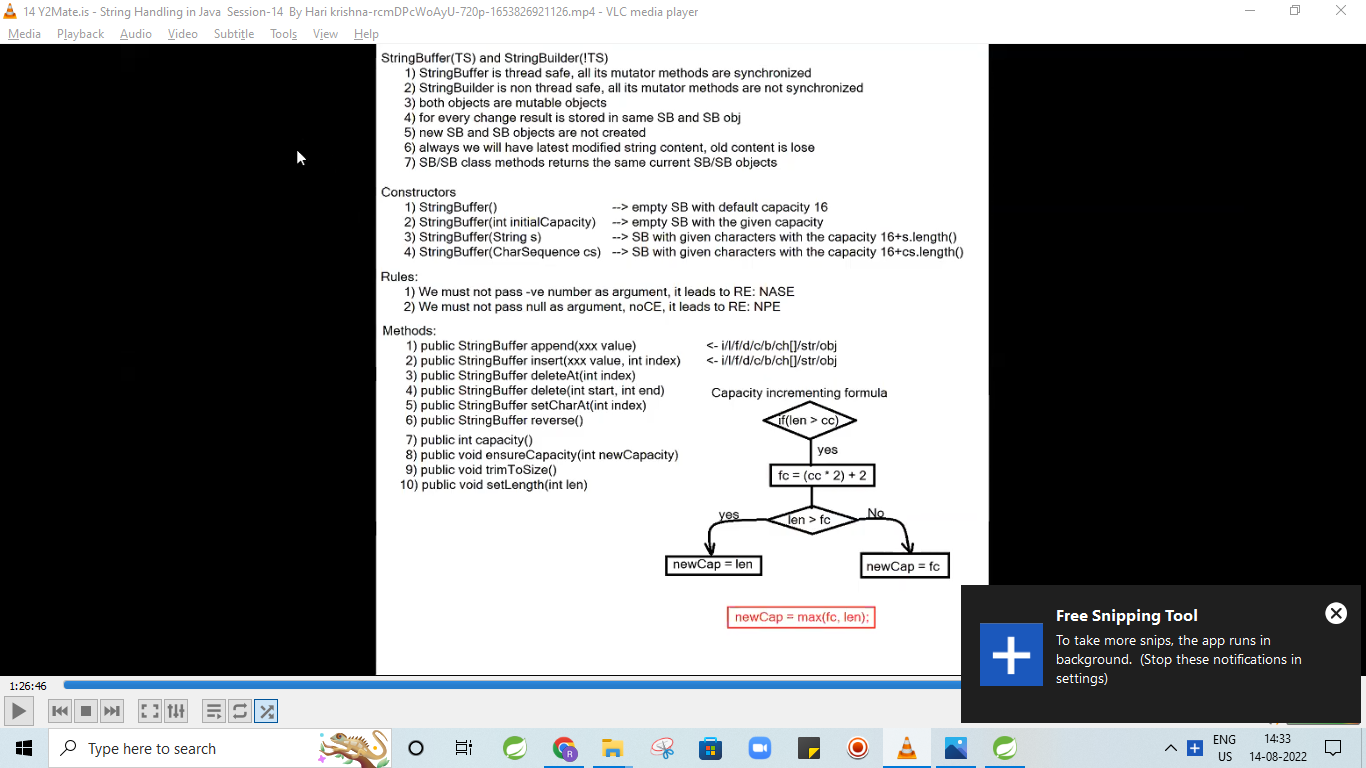 14 Y2Mate.is - String Handling in Java  Session-14  By Hari krishna-rcmDPcWoAyU-720p-1653826921126.mp4 - VLC media player
Media Playback Audio Video Subtitle Tools View Help
StringBuffer(TS) and StringBuilder(!TS)
1) StringBuffer is thread safe, all its mutator methods are synchronized
2) StringBuilder is non thread safe, all its mutator methods are not synchronized
3) both objects are mutable objects
4) for every change result is stored in same SB and SB obj
5) new SB and SB objects are not created
6) always we will have latest modified string content, old content is lose
7) SB/SB class methods returns the same current SB/SB objects
Constructors
1) StringBuffer() --> empty SB with default capacity 16
2) StringBuffer(int initialCapacity) --> empty SB with the given capacity
3) StringBuffer(String s) --> SB with given characters with the capacity 16+s.length()
4) StringBuffer(CharSequence cs) --> SB with given characters with the capacity 16+cs.length()
Rules:
1) We must not pass -ve number as argument, it leads to RE: NASE
2) We must not pass null as argument, noCE, it leads to RE: NPE
Methods:
1) public StringBuffer append(xxx value) <- i/l/f/d/c/b/ch[]/str/obj
2) public StringBuffer insert(xxx value, int index) <- i/l/f/d/c/b/ch[]/str/obj
3) public StringBuffer deleteAt(int index)
4) public StringBuffer delete(int start, int end)
5) public StringBuffer setCharAt(int index)
6) public StringBuffer reverse()
7) public int capacity()
8) public void ensureCapacity(int newCapacity)
9) public void trimToSize()
10) public void setLength(int len)
Capacity incrementing formula
if(len > cc)
yes
fc = (cc * 2) + 2
yes
len > fc
No
newCap = len
newCap = fc
newCap = max(fc, len);
Free Snipping Tool
To take more snips, the app runs in
background.  (Stop these notifications in
settings)
1:26:46
Type here to search
R
ENG
US
14:33
14-08-2022